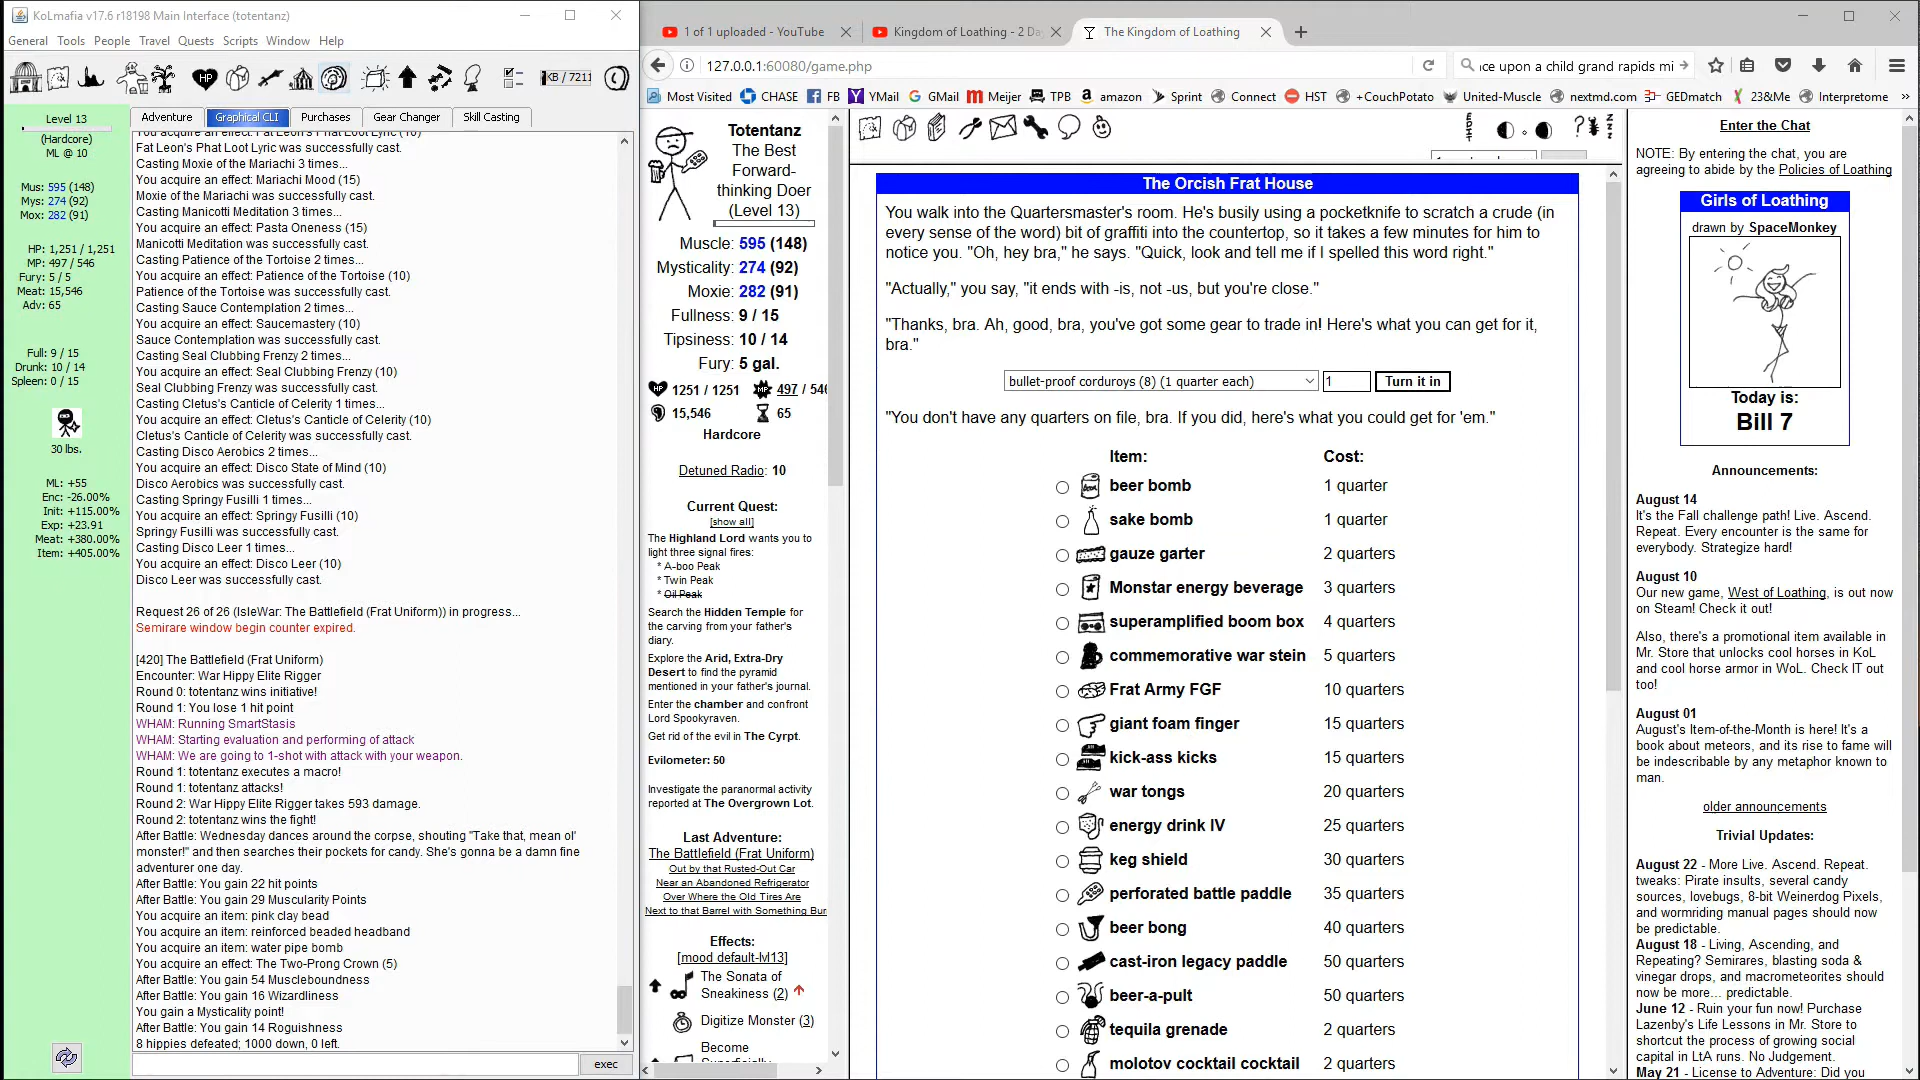 KoLmafia v17.6 r18198 Main Interface (totentanz)
General Tools People Travel Quests Scripts Window Help
KB / 7211
Level 13
(Hardcore)
ML @ 10
Mus: 595 (148)
Mys: 274 (92)
Mox: 282 (91)
HP: 1,251 / 1,251
MP: 497 / 546
Fury: 5 / 5
Meat: 15,546
Adv: 65
Full: 9 / 15
Drunk: 10 / 14
Spleen: 0 / 15
30 lbs.
ML: +55
Enc: -26.00%
Init: +115.00%
Exp: +23.91
Meat: +380.00%
Item: +405.00%
Adventure Graphical CLI Purchases Gear Changer Skill Casting
You acquire an effect: Fat Leon's Phat Loot Lyric (10)
Fat Leon's Phat Loot Lyric was successfully cast.
Casting Moxie of the Mariachi 3 times...
You acquire an effect: Mariachi Mood (15)
Moxie of the Mariachi was successfully cast.
Casting Manicotti Meditation 3 times...
You acquire an effect: Pasta Oneness (15)
Manicotti Meditation was successfully cast.
Casting Patience of the Tortoise 2 times...
You acquire an effect: Patience of the Tortoise (10)
Patience of the Tortoise was successfully cast.
Casting Sauce Contemplation 2 times...
You acquire an effect: Saucemastery (10)
Sauce Contemplation was successfully cast.
Casting Seal Clubbing Frenzy 2 times...
You acquire an effect: Seal Clubbing Frenzy (10)
Seal Clubbing Frenzy was successfully cast.
Casting Cletus's Canticle of Celerity 1 times...
You acquire an effect: Cletus's Canticle of Celerity (10)
Cletus's Canticle of Celerity was successfully cast.
Casting Disco Aerobics 2 times...
You acquire an effect: Disco State of Mind (10)
Disco Aerobics was successfully cast.
Casting Springy Fusilli 1 times...
You acquire an effect: Springy Fusilli (10)
Springy Fusilli was successfully cast.
Casting Disco Leer 1 times...
You acquire an effect: Disco Leer (10)
Disco Leer was successfully cast.
Request 26 of 26 (IsleWar: The Battlefield (Frat Uniform)) in progress...
Semirare window begin counter expired.
[420] The Battlefield (Frat Uniform)
Encounter: War Hippy Elite Rigger
Round 0: totentanz wins initiative!
Round 1: You lose 1 hit point
WHAM: Running SmartStasis
WHAM: Starting evaluation and performing of attack
WHAM: We are going to 1-shot with attack with your weapon.
Round 1: totentanz executes a macro!
Round 1: totentanz attacks!
Round 2: War Hippy Elite Rigger takes 593 damage.
Round 2: totentanz wins the fight!
After Battle: Wednesday dances around the corpse, shouting "Take that, mean ol'
monster!" and then searches their pockets for candy. She's gonna be a damn fine
adventurer one day.
After Battle: You gain 22 hit points
After Battle: You gain 29 Muscularity Points
You acquire an item: pink clay bead
You acquire an item: reinforced beaded headband
You acquire an item: water pipe bomb
You acquire an effect: The Two-Prong Crown (5)
After Battle: You gain 54 Muscleboundness
After Battle: You gain 16 Wizardliness
You gain a Mysticality point!
After Battle: You gain 14 Roguishness
8 hippies defeated; 1000 down, 0 left.
exec
1 of 1 uploaded - YouTube
Kingdom of Loathing - 2 Da
The Kingdom of Loathing
127.0.0.1:60080/game.php
ice upon a child grand rapids mi
Most Visited CHASE FB YMail GMail Meijer TPB amazon Sprint Connect HST +CouchPotato United-Muscle nextmd.com GEDmatch 23&Me Interpretome
Totentanz
The Best
Forward-
thinking Doer
(Level 13)
Muscle: 595 (148)
Mysticality: 274 (92)
Moxie: 282 (91)
Fullness: 9 / 15
Tipsiness: 10 / 14
Fury: 5 gal.
HP 1251 / 1251 MP 497 / 546
15,546 65
Hardcore
Detuned Radio: 10
Current Quest:
[show all]
The Highland Lord wants you to
light three signal fires:
* A-boo Peak
* Twin Peak
* Oil Peak
Search the Hidden Temple for
the carving from your father's
diary.
Explore the Arid, Extra-Dry
Desert to find the pyramid
mentioned in your father's journal.
Enter the chamber and confront
Lord Spookyraven.
Get rid of the evil in The Cyrpt.
Evilometer: 50
Investigate the paranormal activity
reported at The Overgrown Lot.
Last Adventure:
The Battlefield (Frat Uniform)
Out by that Rusted-Out Car
Near an Abandoned Refrigerator
Over Where the Old Tires Are
Next to that Barrel with Something Bur
Effects:
[mood default-lvl13]
The Sonata of
Sneakiness (2)
Digitize Monster (3)
Become
Superficially
EDIT
ZZZ
The Orcish Frat House
You walk into the Quartersmaster's room. He's busily using a pocketknife to scratch a crude (in
every sense of the word) bit of graffiti into the countertop, so it takes a few minutes for him to
notice you. "Oh, hey bra," he says. "Quick, look and tell me if I spelled this word right."
"Actually," you say, "it ends with -is, not -us, but you're close."
"Thanks, bra. Ah, good, bra, you've got some gear to trade in! Here's what you can get for it,
bra."
bullet-proof corduroys (8) (1 quarter each) 1 Turn it in
"You don't have any quarters on file, bra. If you did, here's what you could get for 'em."
Item: Cost:
beer bomb 1 quarter
sake bomb 1 quarter
gauze garter 2 quarters
Monstar energy beverage 3 quarters
superamplified boom box 4 quarters
commemorative war stein 5 quarters
Frat Army FGF 10 quarters
giant foam finger 15 quarters
kick-ass kicks 15 quarters
war tongs 20 quarters
energy drink IV 25 quarters
keg shield 30 quarters
perforated battle paddle 35 quarters
beer bong 40 quarters
cast-iron legacy paddle 50 quarters
beer-a-pult 50 quarters
tequila grenade 2 quarters
molotov cocktail cocktail 2 quarters
Enter the Chat
NOTE: By entering the chat, you are
agreeing to abide by the Policies of Loathing
Girls of Loathing
drawn by SpaceMonkey
Today is:
Bill 7
Announcements:
August 14
It's the Fall challenge path! Live. Ascend.
Repeat. Every encounter is the same for
everybody. Strategize hard!
August 10
Our new game, West of Loathing, is out now
on Steam! Check it out!
Also, there's a promotional item available in
Mr. Store that unlocks cool horses in KoL
and cool horse armor in WoL. Check IT out
too!
August 01
August's Item-of-the-Month is here! It's a
book about meteors, and its rise to fame will
be indescribable by any metaphor known to
man.
older announcements
Trivial Updates:
August 22 - More Live. Ascend. Repeat.
tweaks: Pirate insults, several candy
sources, lovebugs, 8-bit Weinerdog Pixels,
and wormriding manual pages should now
be predictable.
August 18 - Living, Ascending, and
Repeating? Semirares, blasting soda &
vinegar drops, and macrometeorites should
now be more... predictable.
June 12 - Ruin your fun now! Purchase
Lazenby's Life Lessons in Mr. Store to
shortcut the process of growing social
capital in LtA runs. No Judgement.
May 21 - License to Adventure: Did you